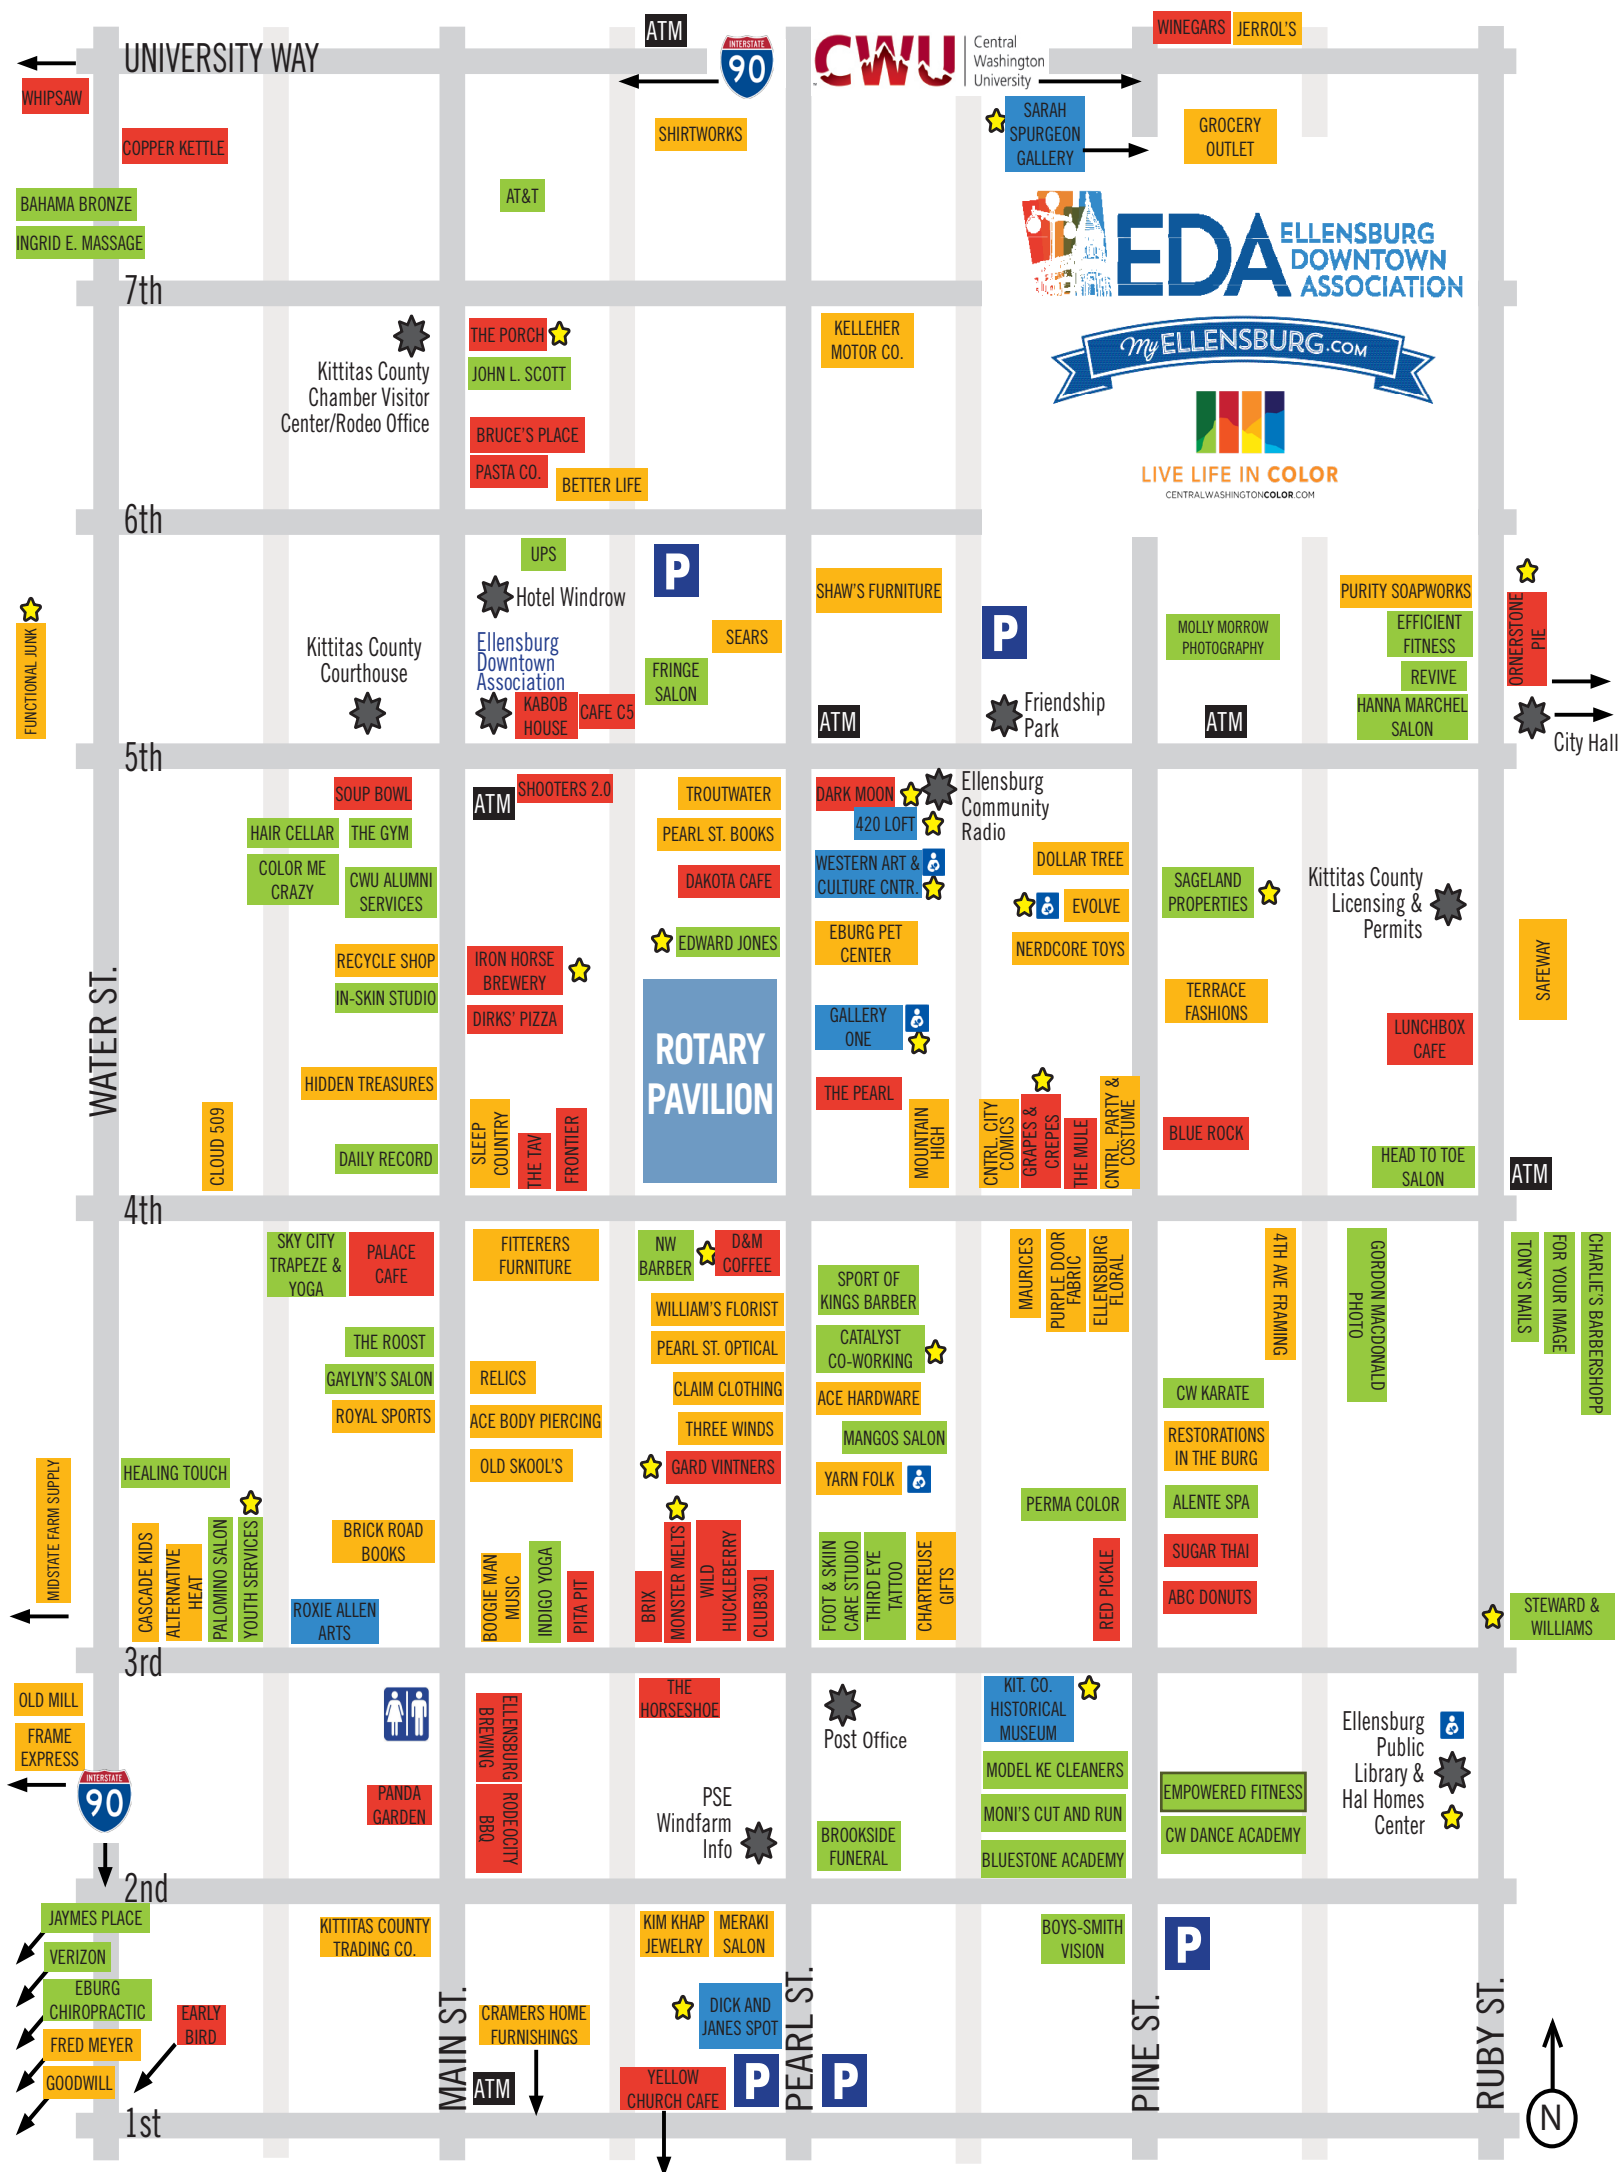 ATM
WINEGARS
JERROL'S
UNIVERSITY WAY
INTERSTATE
90
CWU
Central
Washington
University
WHIPSAW
SARAH
SPURGEON
GALLERY
GROCERY
OUTLET
SHIRTWORKS
COPPER KETTLE
BAHAMA BRONZE
AT&T
INGRID E. MASSAGE
EDA
ELLENSBURG
DOWNTOWN
ASSOCIATION
7th
THE PORCH
KELLEHER
MOTOR CO.
My ELLENSBURG.COM
Kittitas County
Chamber Visitor
Center/Rodeo Office
JOHN L. SCOTT
BRUCE'S PLACE
PASTA CO.
BETTER LIFE
LIVE LIFE IN COLOR
CENTRALWASHINGTONCOLOR.COM
6th
UPS
P
Hotel Windrow
SHAW'S FURNITURE
P
PURITY SOAPWORKS
ORNERSTONE
PIE
FUNCTIONAL JUNK
Kittitas County
Courthouse
Ellensburg
Downtown
Association
SEARS
FRINGE
SALON
MOLLY MORROW
PHOTOGRAPHY
EFFICIENT
FITNESS
REVIVE
KABOB
HOUSE
CAFE C5
ATM
Friendship
Park
ATM
HANNA MARCHEL
SALON
City Hall
5th
SOUP BOWL
ATM
SHOOTERS 2.0
TROUTWATER
DARK MOON
Ellensburg
Community
Radio
HAIR CELLAR
THE GYM
PEARL ST. BOOKS
420 LOFT
COLOR ME
CRAZY
CWU ALUMNI
SERVICES
DAKOTA CAFE
WESTERN ART &
CULTURE CNTR.
DOLLAR TREE
EVOLVE
SAGELAND
PROPERTIES
Kittitas County
Licensing &
Permits
EDWARD JONES
EBURG PET
CENTER
NERDCORE TOYS
RECYCLE SHOP
IRON HORSE
BREWERY
SAFEWAY
IN-SKIN STUDIO
DIRKS' PIZZA
ROTARY
PAVILION
GALLERY
ONE
TERRACE
FASHIONS
LUNCHBOX
CAFE
WATER ST.
HIDDEN TREASURES
THE PEARL
CLOUD 509
DAILY RECORD
SLEEP
COUNTRY
THE TAV
FRONTIER
MOUNTAIN
HIGH
CNTRL. CITY
COMICS
GRAPES &
CREPES
THE MULE
CNTRL. PARTY &
COSTUME
BLUE ROCK
HEAD TO TOE
SALON
ATM
4th
SKY CITY
TRAPEZE &
YOGA
PALACE
CAFE
FITTERERS
FURNITURE
NW
BARBER
D&M
COFFEE
SPORT OF
KINGS BARBER
MAURICES
PURPLE DOOR
FABRIC
ELLENSBURG
FLORAL
4TH AVE FRAMING
GORDON MACDONALD
PHOTO
TONY'S NAILS
FOR YOUR IMAGE
CHARLIE'S BARBERSHOPP
WILLIAM'S FLORIST
THE ROOST
PEARL ST. OPTICAL
CATALYST
CO-WORKING
GAYLYN'S SALON
RELICS
CLAIM CLOTHING
ACE HARDWARE
CW KARATE
ROYAL SPORTS
ACE BODY PIERCING
THREE WINDS
MANGOS SALON
RESTORATIONS
IN THE BURG
MIDSTATE FARM SUPPLY
HEALING TOUCH
OLD SKOOL'S
GARD VINTNERS
YARN FOLK
PERMA COLOR
ALENTE SPA
CASCADE KIDS
ALTERNATIVE
HEAT
PALOMINO SALON
YOUTH SERVICES
BRICK ROAD
BOOKS
BOOGIE MAN
MUSIC
INDIGO YOGA
PITA PIT
BRIX
MONSTER MELTS
WILD
HUCKLEBERRY
CLUB301
FOOT & SKIIN
CARE STUDIO
THIRD EYE
TATTOO
CHARTREUSE
GIFTS
RED PICKLE
SUGAR THAI
ABC DONUTS
ROXIE ALLEN
ARTS
STEWARD &
WILLIAMS
3rd
OLD MILL
FRAME
EXPRESS
ELLENSBURG
BREWING
THE
HORSESHOE
Post Office
KIT. CO.
HISTORICAL
MUSEUM
Ellensburg
Public
Library &
Hal Homes
Center
INTERSTATE
90
PANDA
GARDEN
RODEO CITY
BBQ
PSE
Windfarm
Info
MODEL KE CLEANERS
EMPOWERED FITNESS
MONI'S CUT AND RUN
BROOKSIDE
FUNERAL
CW DANCE ACADEMY
BLUESTONE ACADEMY
2nd
JAYMES PLACE
KITTITAS COUNTY
TRADING CO.
KIM KHAP
JEWELRY
MERAKI
SALON
BOYS-SMITH
VISION
P
VERIZON
EBURG
CHIROPRACTIC
EARLY
BIRD
MAIN ST.
CRAMERS HOME
FURNISHINGS
DICK AND
JANES SPOT
PEARL ST.
PINE ST.
RUBY ST.
FRED MEYER
GOODWILL
ATM
YELLOW
CHURCH CAFE
P
P
N
1st